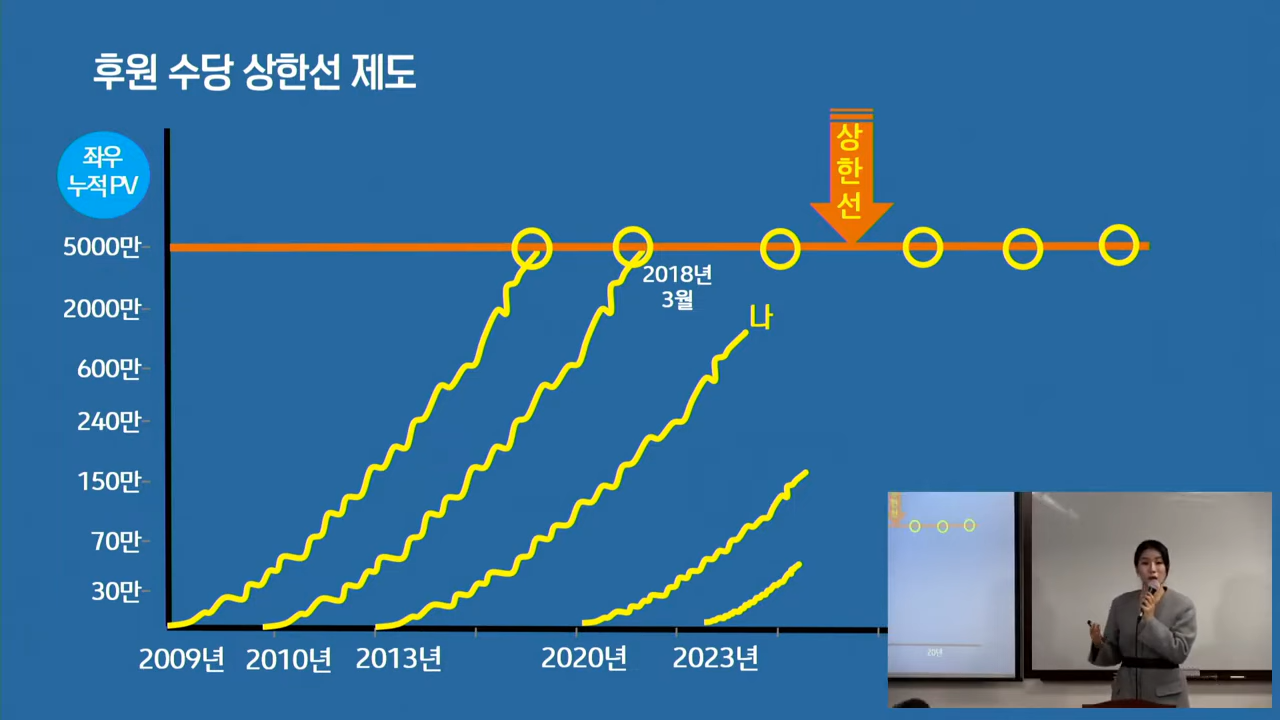 후원 수당 상한선 제도
좌우
누적 PV
상
한
선
5000만
2000만
600만
240만
150만
70만
30만
2018년
3월
나
2009년
2010년
2013년
2020년
2023년
20년